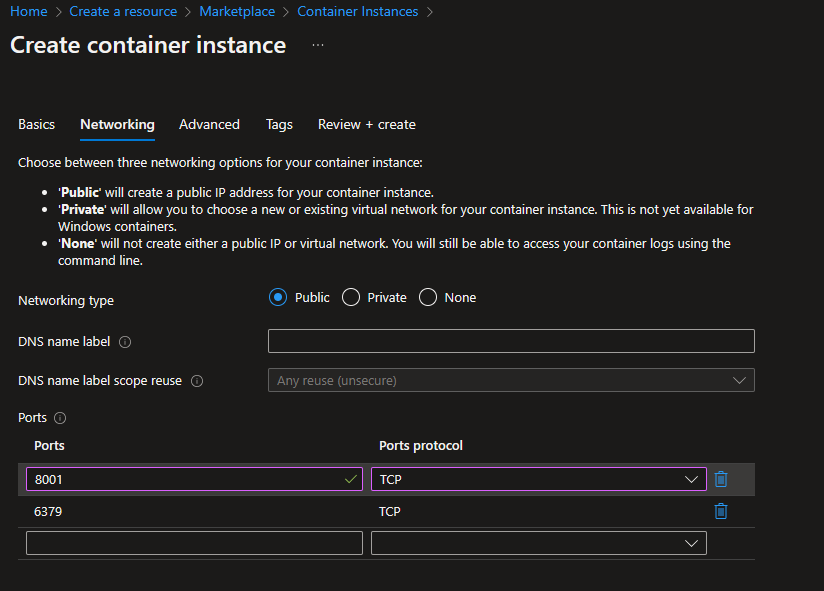 Home > Create a resource > Marketplace > Container Instances >
Create container instance ...
Basics Networking Advanced Tags Review + create
Choose between three networking options for your container instance:
• 'Public' will create a public IP address for your container instance.
• 'Private' will allow you to choose a new or existing virtual network for your container instance. This is not yet available for
Windows containers.
• 'None' will not create either a public IP or virtual network. You will still be able to access your container logs using the
command line.
Networking type Public Private None
DNS name label
DNS name label scope reuse Any reuse (unsecure)
Ports
Ports Ports protocol
8001 TCP
6379 TCP